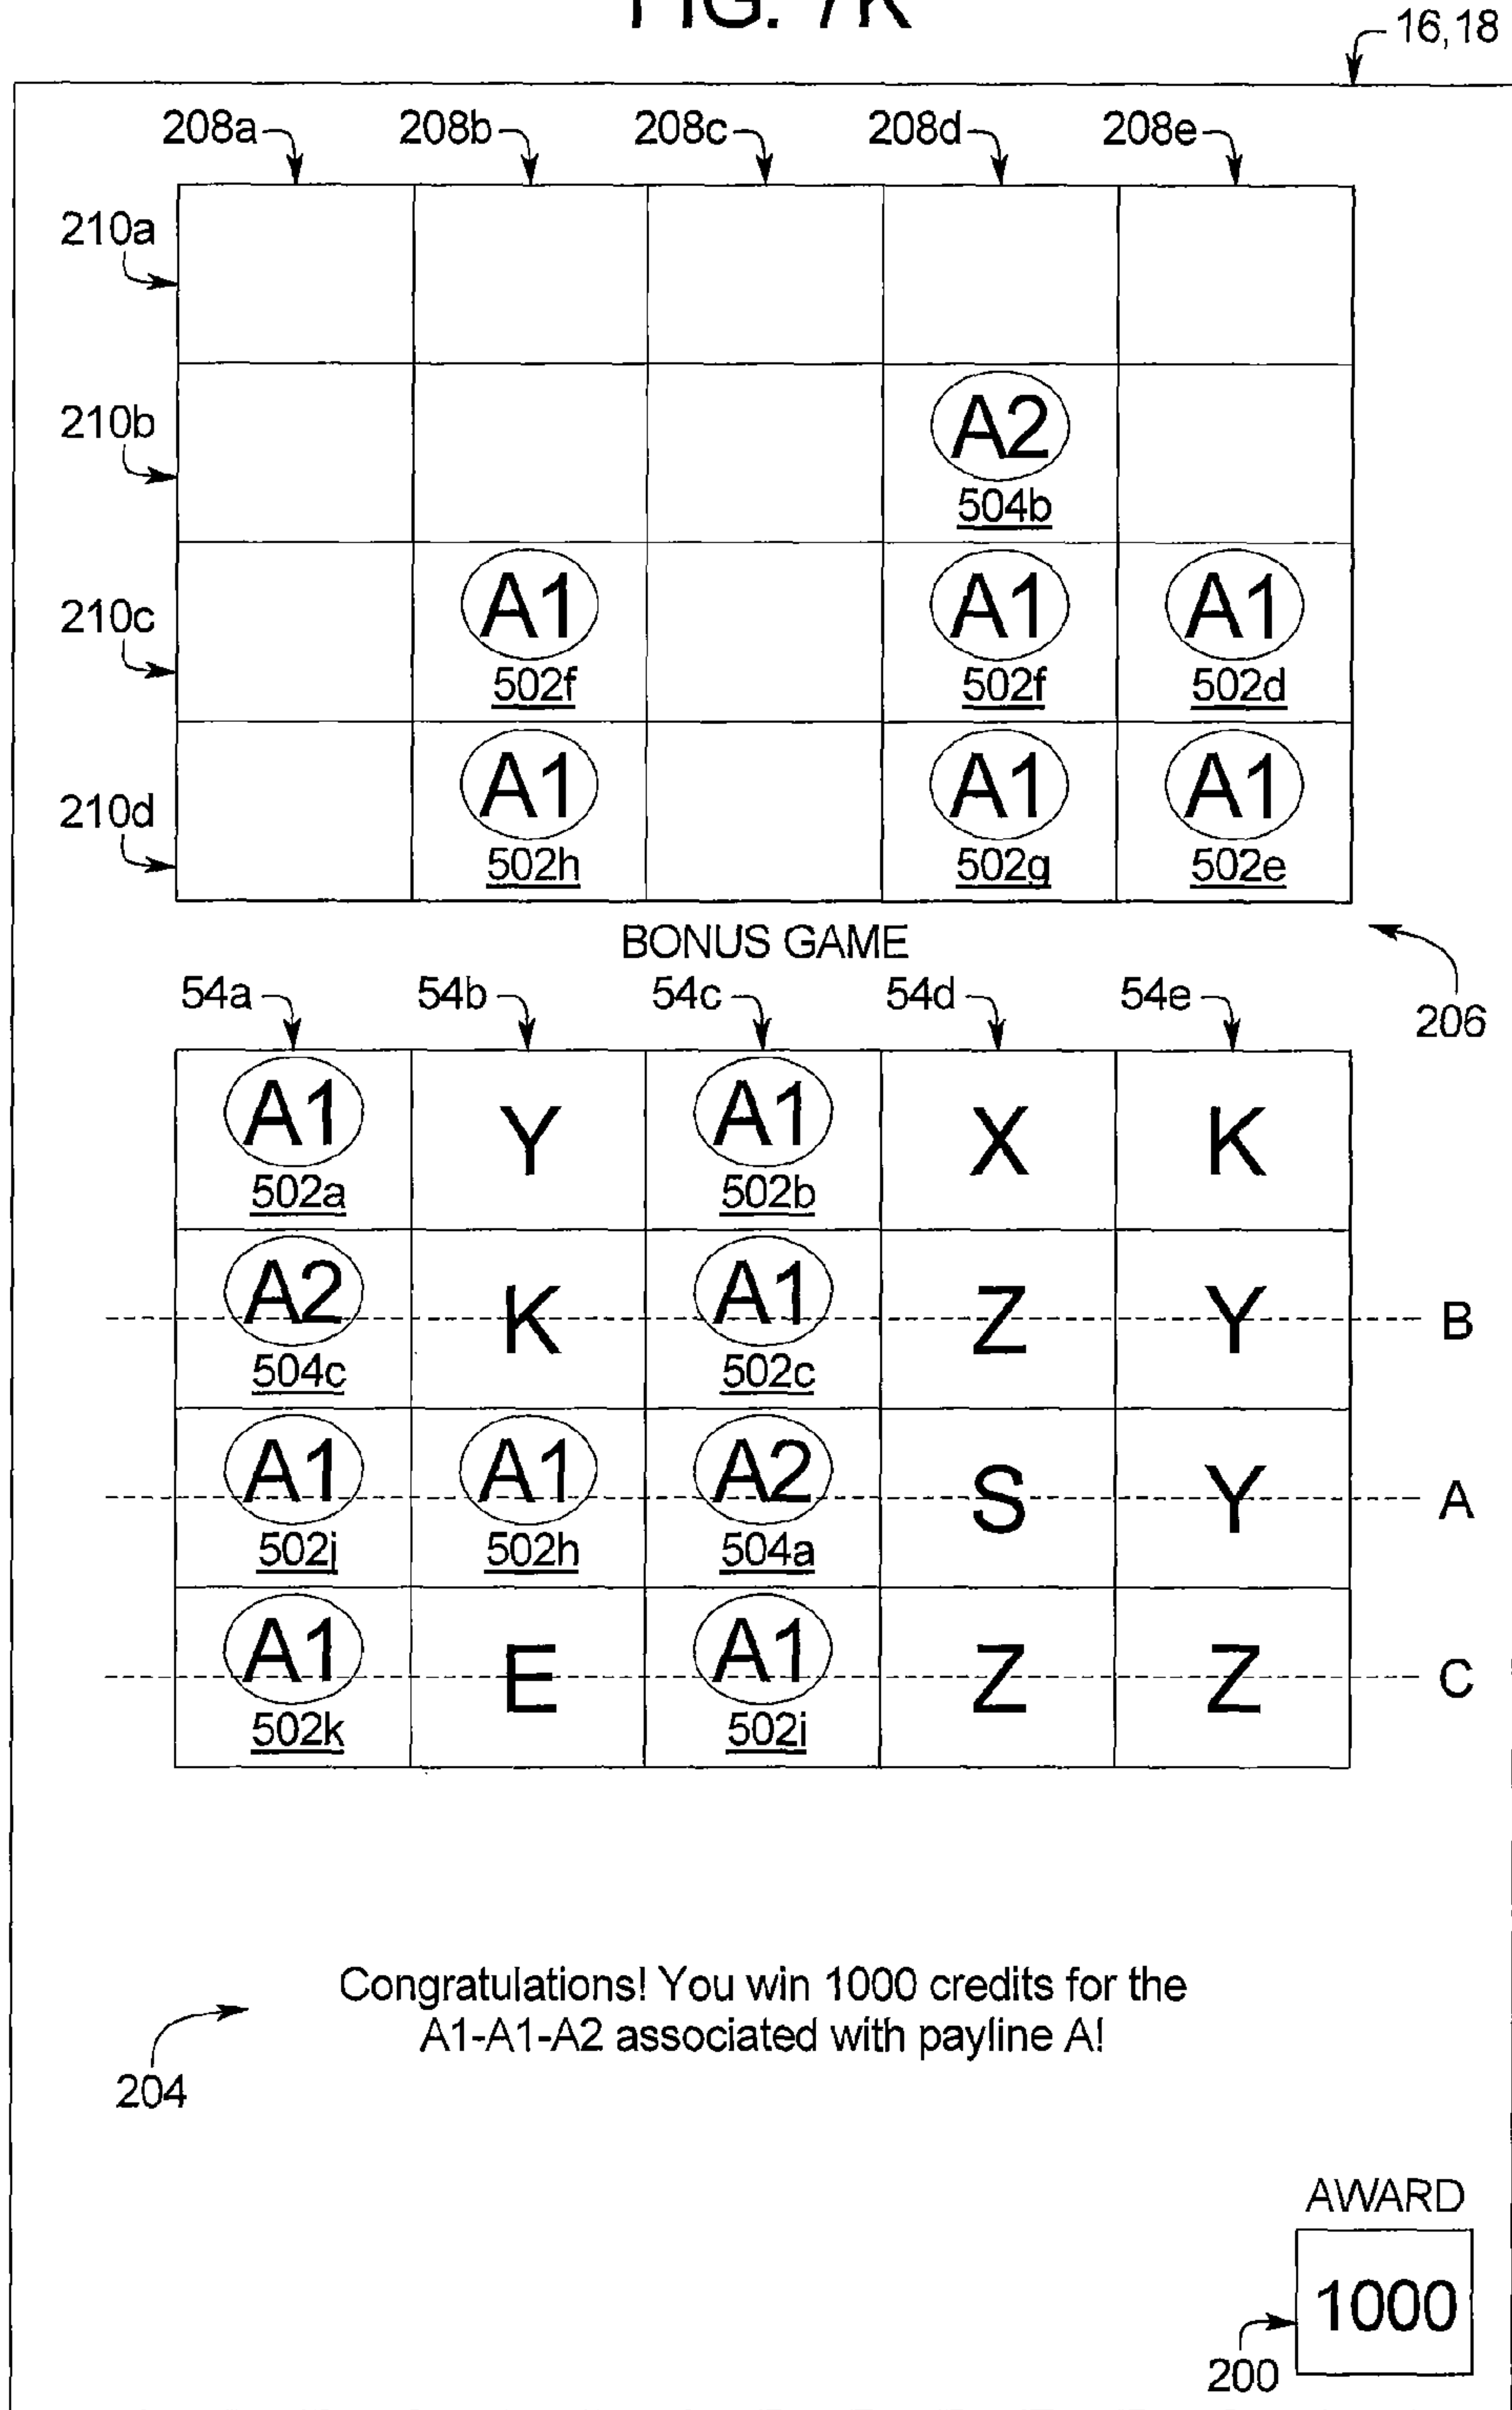 FIG. 7K
16,18
208a 208b 208c 208d 208e
210a
210b
A2
504b
210c
A1 A1 A1
502f 502f 502d
210d
A1 A1 A1
502h 502g 502e
BONUS GAME
206
54a 54b 54c 54d 54e
A1 Y A1 X K
502a 502b
A2 K A1 Z Y B
504c 502c
A1 A1 A2 S Y A
502j 502h 504a
A1 E A1 Z Z C
502k 502i
Congratulations! You win 1000 credits for the
A1-A1-A2 associated with payline A!
204
AWARD
1000
200